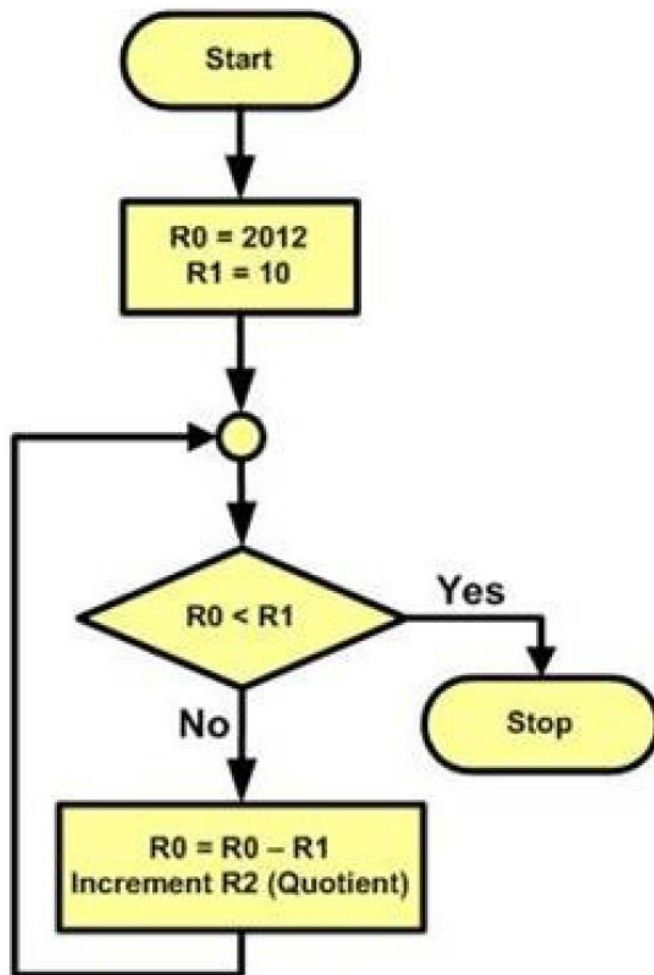 Start
R0 = 2012
R1 = 10
R0 < R1
Yes
No
Stop
R0 = R0 – R1
Increment R2 (Quotient)